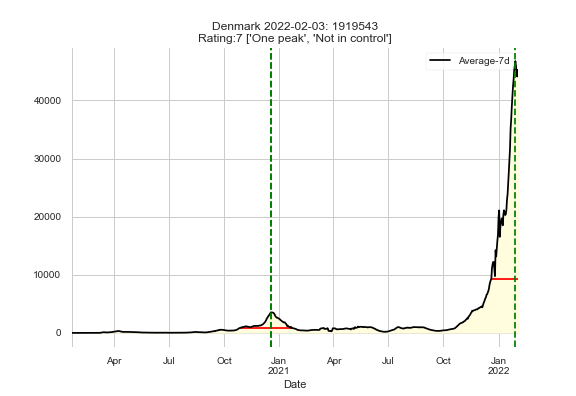 Denmark 2022-02-03: 1919543
Rating:7 ['One peak', 'Not in control']
Average-7d
40000
30000
20000
10000
0
Apr Jul Oct Jan Apr Jul Oct Jan
2021 2022
Date